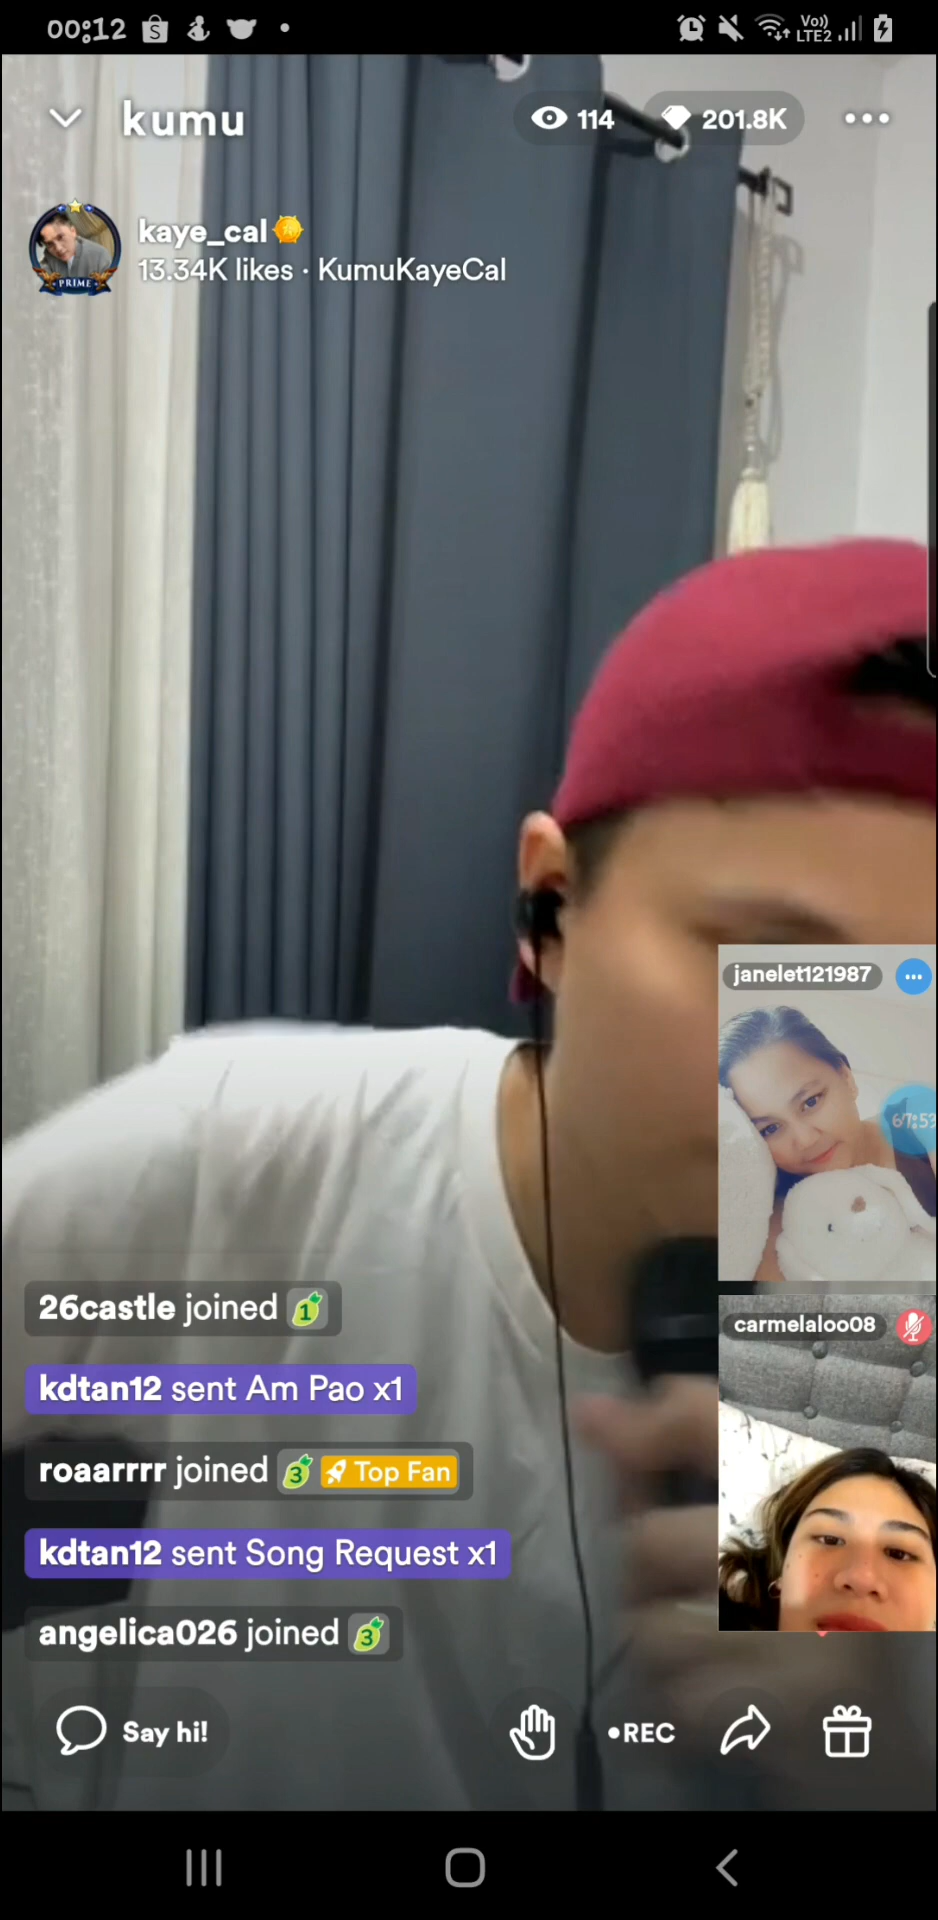 00:12
Vo))
LTE2
kumu
114
201.8K
kaye_cal
13.34K likes · KumuKayeCal
PRIME
janelet121987
67:53
carmelaloo08
26castle joined 1
kdtan12 sent Am Pao x1
roaarrrr joined 3 Top Fan
kdtan12 sent Song Request x1
angelica026 joined 3
Say hi!
•REC